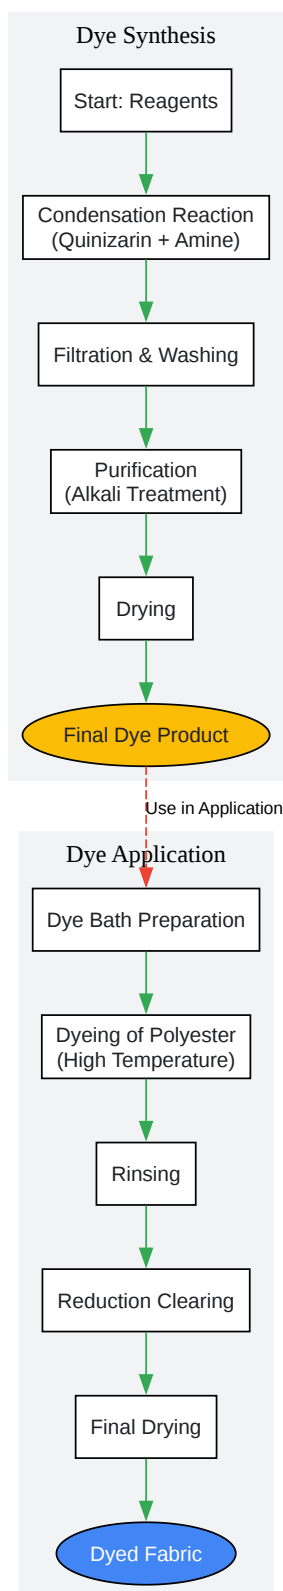 Dye Synthesis
Start: Reagents
Condensation Reaction
(Quinizarin + Amine)
Filtration & Washing
Purification
(Alkali Treatment)
Drying
Final Dye Product
Use in Application
Dye Application
Dye Bath Preparation
Dyeing of Polyester
(High Temperature)
Rinsing
Reduction Clearing
Final Drying
Dyed Fabric